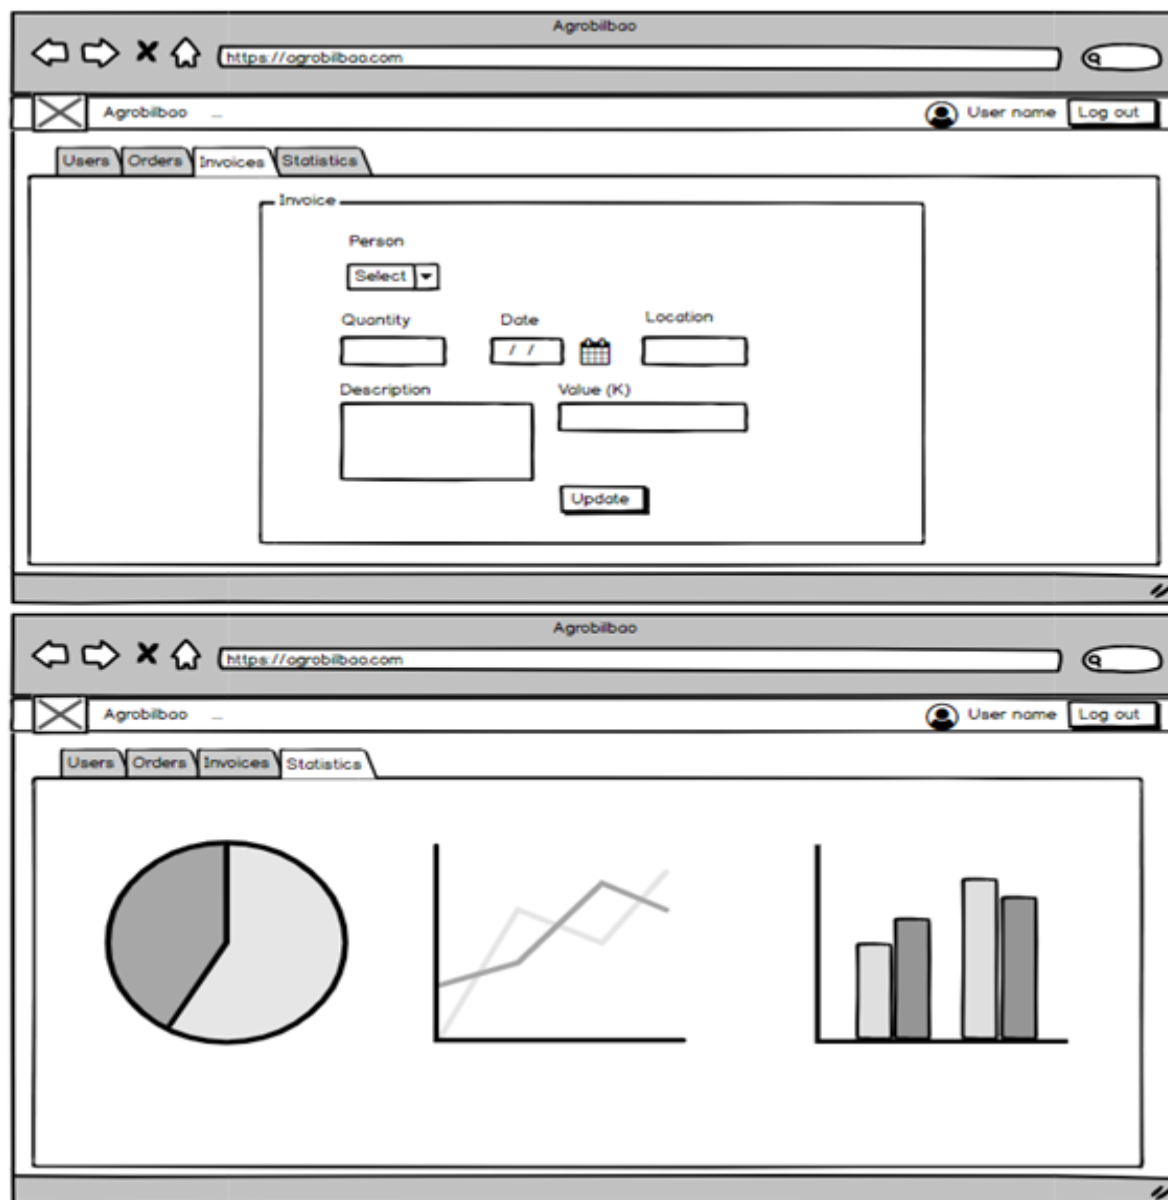 Agrobilbao
https://agrobilbao.com
Agrobilbao ... User name Log out
Users Orders Invoices Statistics
Invoice
Person
Select
Quantity Date Location
/ /
Description Value (K)
Update
Agrobilbao
https://agrobilbao.com
Agrobilbao ... User name Log out
Users Orders Invoices Statistics